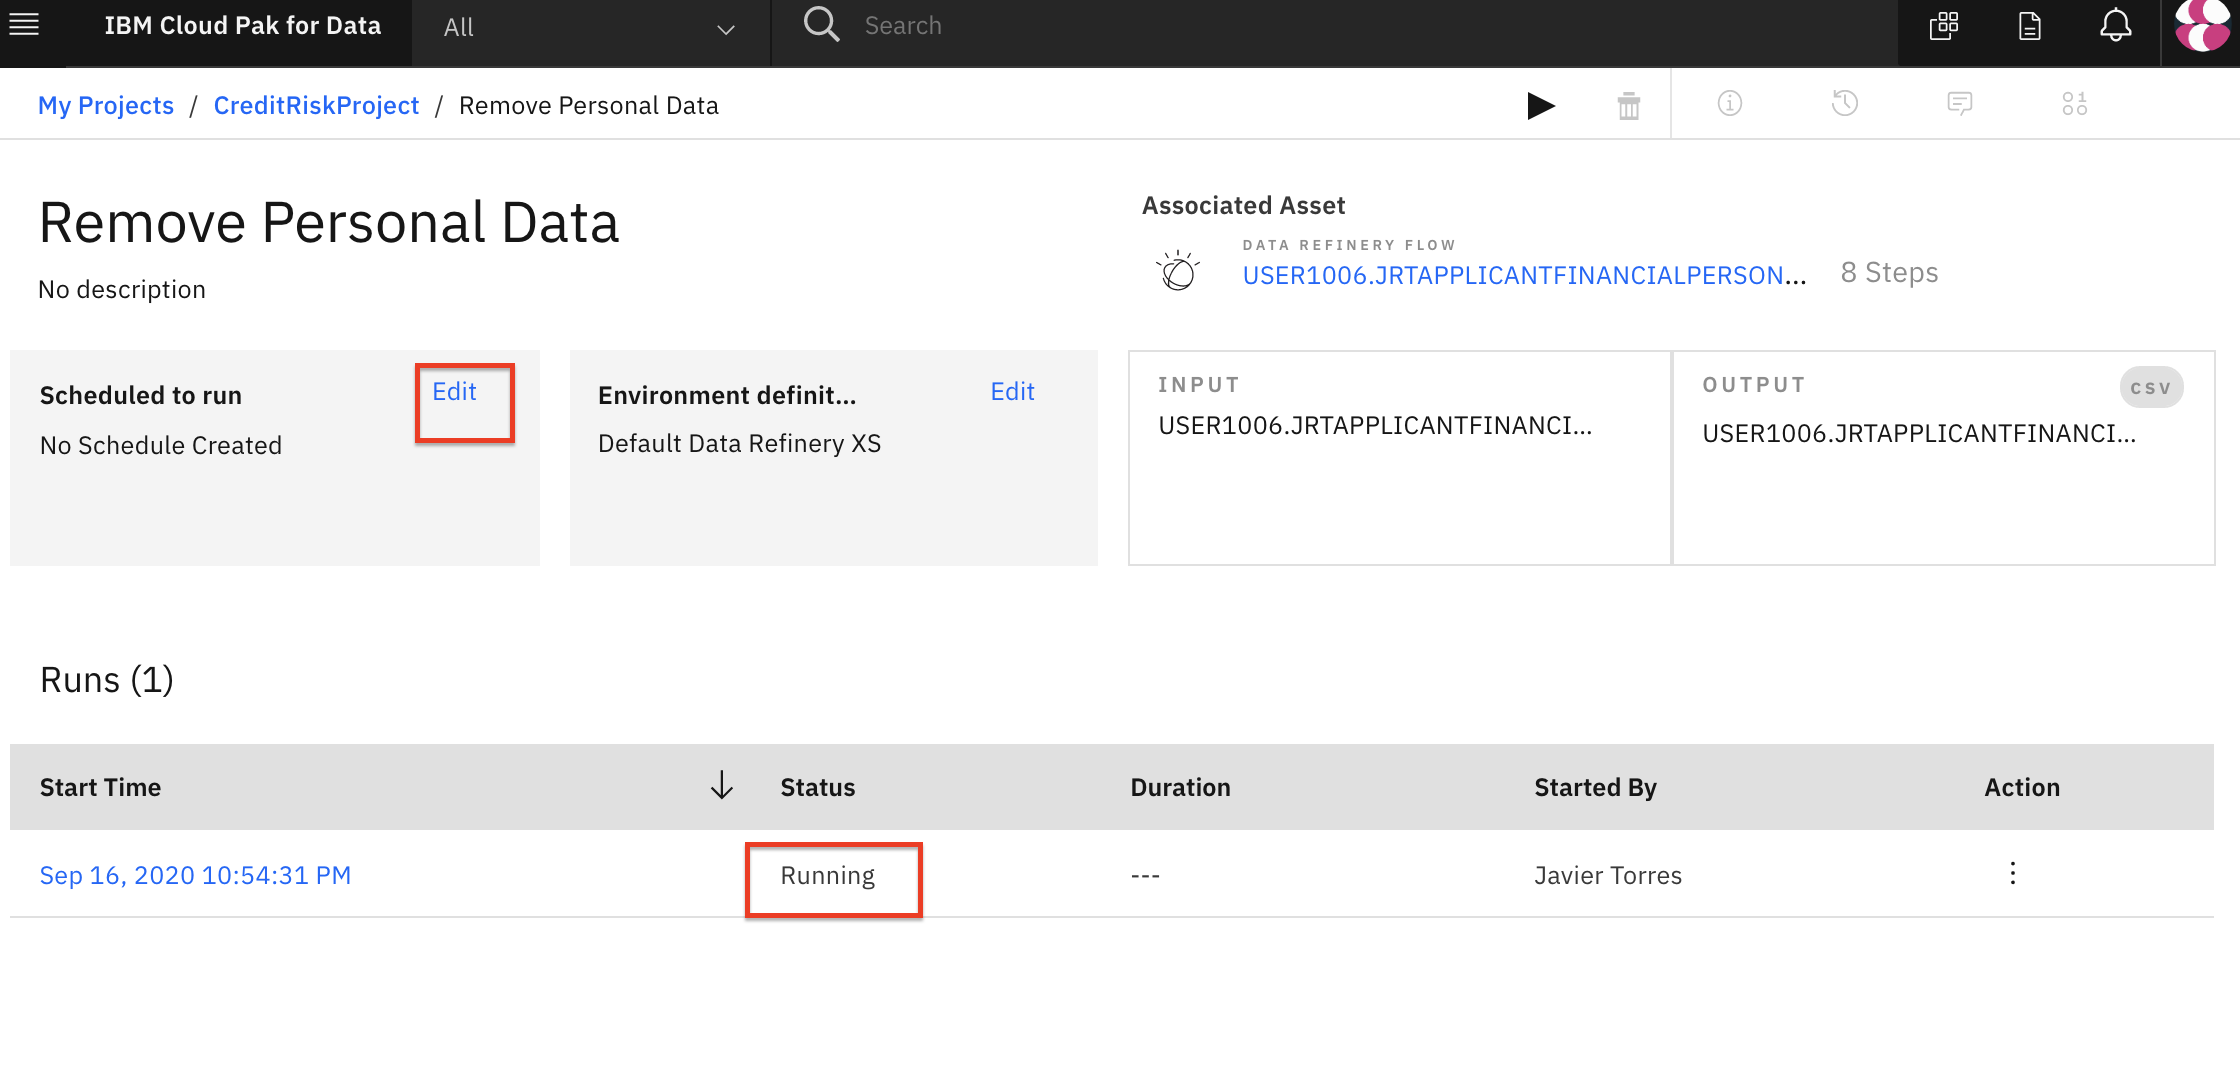 IBM Cloud Pak for Data
All
Search
My Projects / CreditRiskProject / Remove Personal Data
Remove Personal Data
No description
Associated Asset
DATA REFINERY FLOW
USER1006.JRTAPPLICANTFINANCIALPERSON...
8 Steps
Scheduled to run
Edit
No Schedule Created
Environment definit...
Edit
Default Data Refinery XS
INPUT
USER1006.JRTAPPLICANTFINANCI...
OUTPUT
CSV
USER1006.JRTAPPLICANTFINANCI...
Runs (1)
Start Time Status Duration Started By Action
Sep 16, 2020 10:54:31 PM Running --- Javier Torres